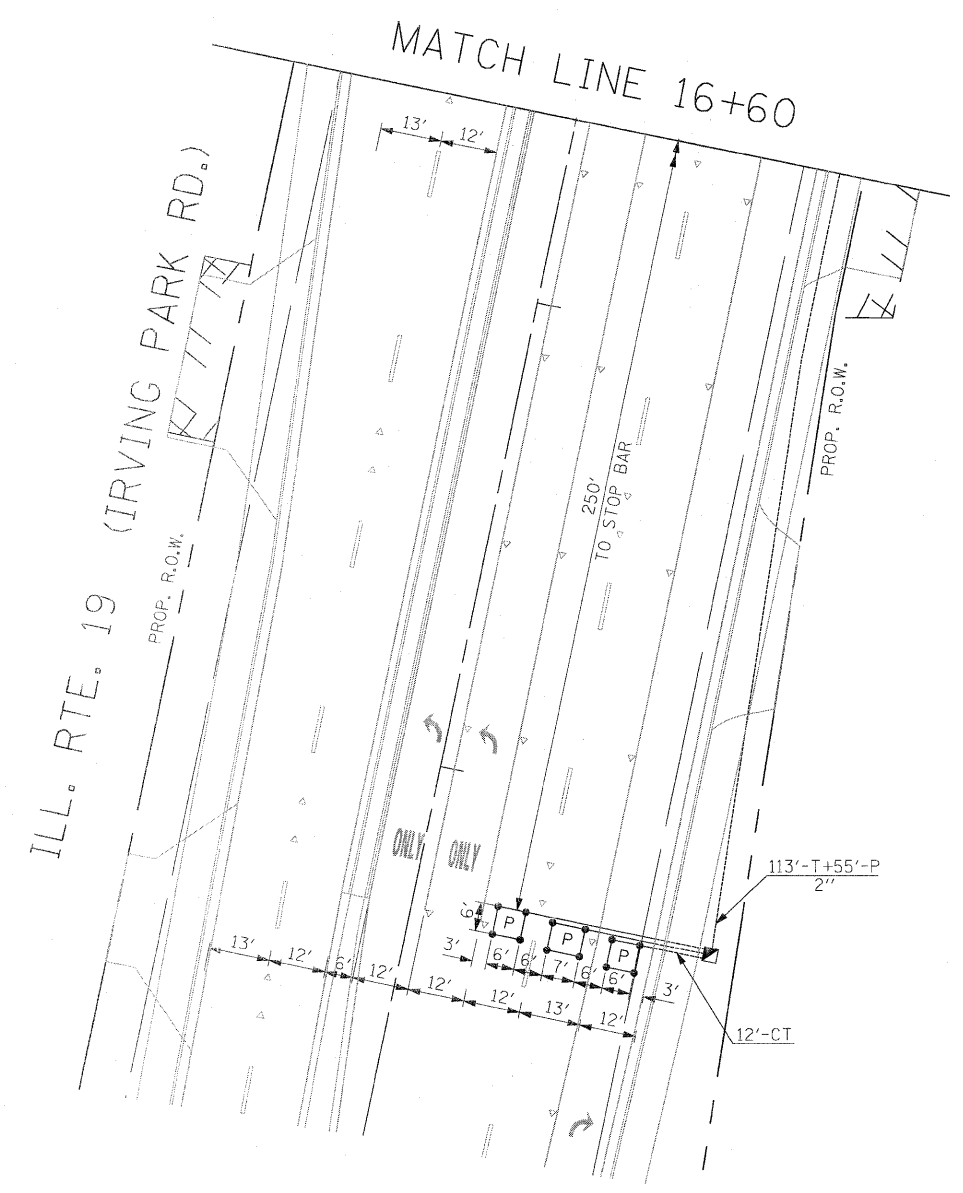 MATCH LINE 16+60
13' 12'
ILL. RTE. 19 (IRVING PARK RD.)
PROP. R.O.W.
PROP. R.O.W.
250'
TO STOP BAR
ONLY ONLY
113'-T+55'-P
2"
6'
P P P
3' 6' 6' 7' 6' 6' 3'
13' 12' 6' 12' 12' 12' 13' 12'
12'-CT